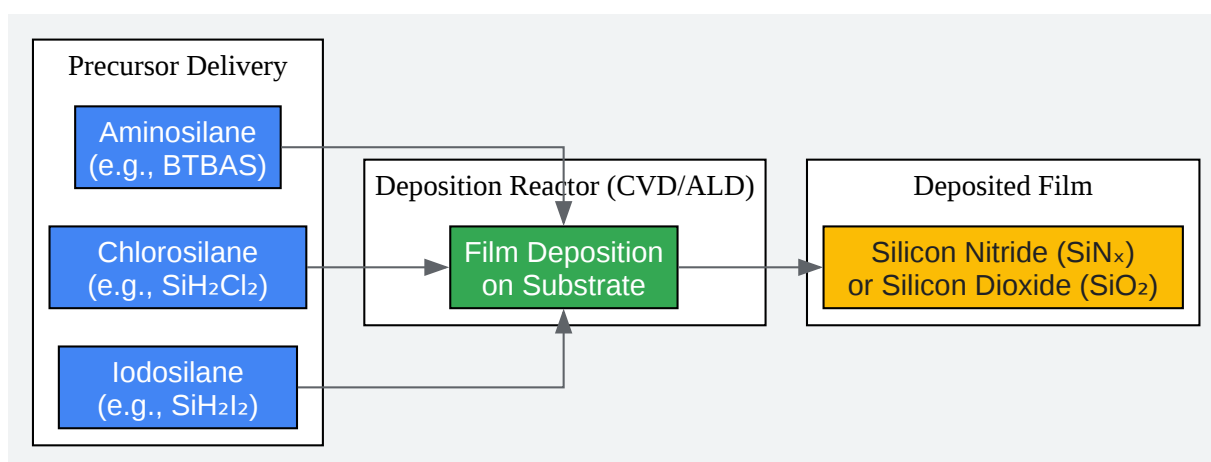 Precursor Delivery
Aminosilane
(e.g., BTBAS)
Chlorosilane
(e.g., SiH₂Cl₂)
Iodosilane
(e.g., SiH₂I₂)
Deposition Reactor (CVD/ALD)
Film Deposition
on Substrate
Deposited Film
Silicon Nitride (SiNₓ)
or Silicon Dioxide (SiO₂)